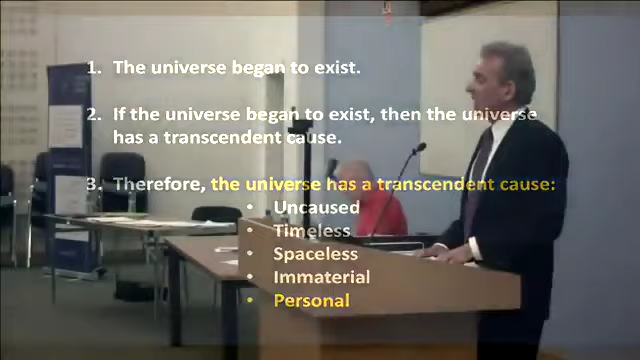 1. The universe began to exist.
2. If the universe began to exist, then the universe
has a transcendent cause.
3. Therefore, the universe has a transcendent cause:
• Uncaused
• Timeless
• Spaceless
• Immaterial
• Personal